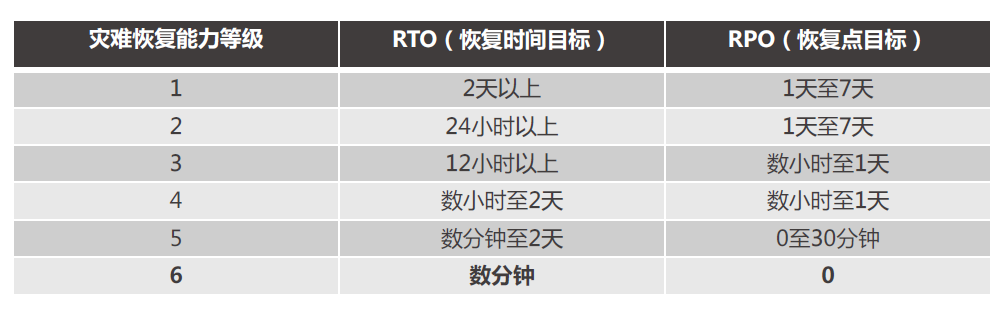 灾难恢复能力等级 RTO（恢复时间目标） RPO（恢复点目标）
1 2天以上 1天至7天
2 24小时以上 1天至7天
3 12小时以上 数小时至1天
4 数小时至2天 数小时至1天
5 数分钟至2天 0至30分钟
6 数分钟 0